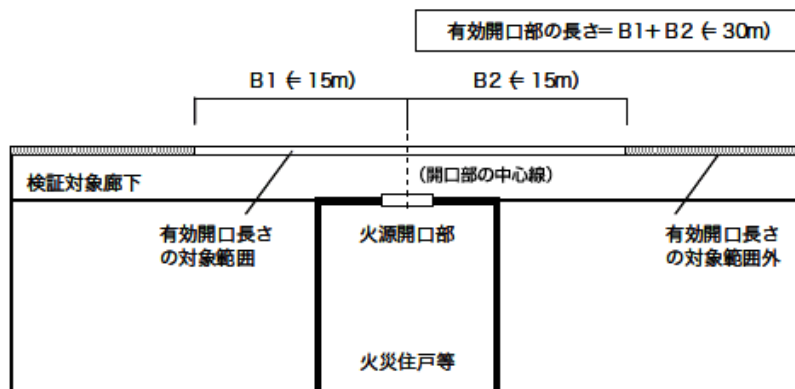 有効開口部の長さ=B1+B2(≦30m)
B1(≦15m)
B2(≦15m)
検証対象廊下
(開口部の中心線)
有効開口長さ
の対象範囲
火源開口部
有効開口長さ
の対象範囲外
火災住戸等